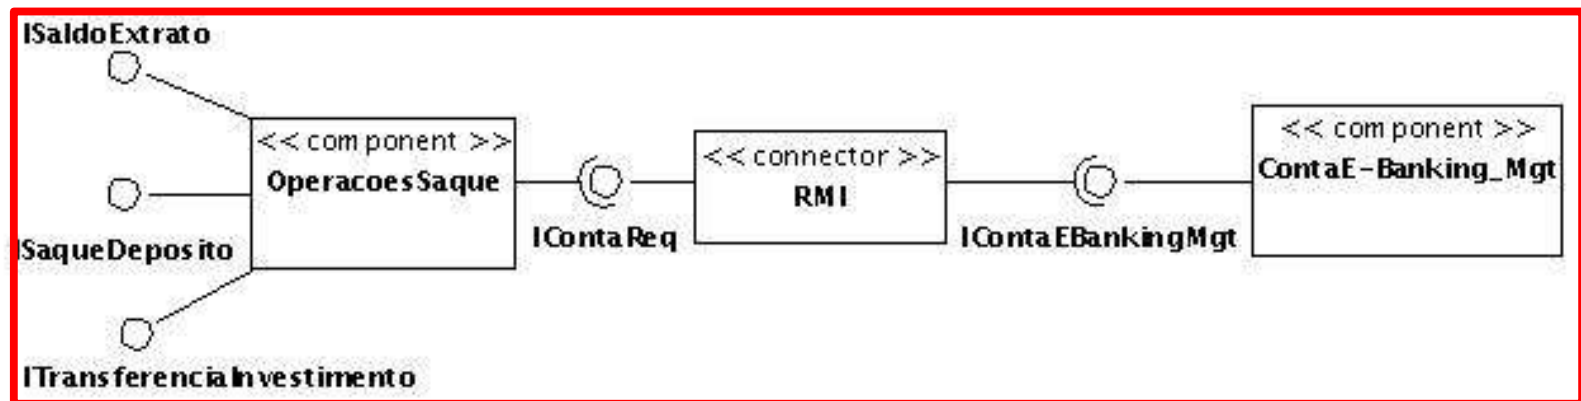 ISaldoExtrato
<< component >>
OperacoesSaque
ISaqueDeposito
ITransferenciaInvestimento
IContaReq
<< connector >>
RMI
IContaEBankingMgt
<< component >>
ContaE-Banking_Mgt